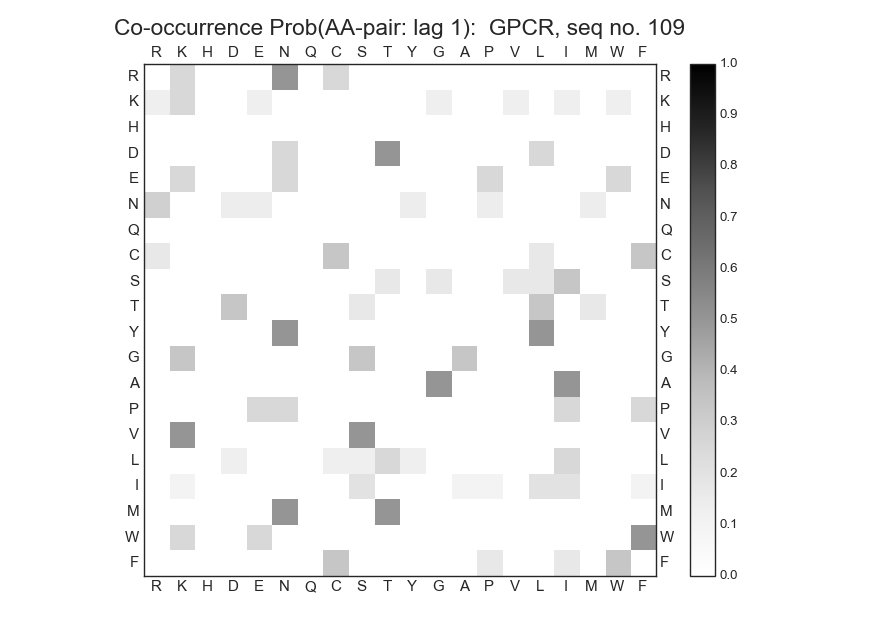 Co-occurrence Prob(AA-pair: lag 1):  GPCR, seq no. 109
R K H D E N Q C S T Y G A P V L I M W F
R R 1.0
K K 0.9
H H
D D 0.8
E E
N N 0.7
Q Q
C C 0.6
S S
T T 0.5
Y Y
G G 0.4
A A
P P 0.3
V V
L L 0.2
I I
M M 0.1
W W
F F 0.0
R K H D E N Q C S T Y G A P V L I M W F